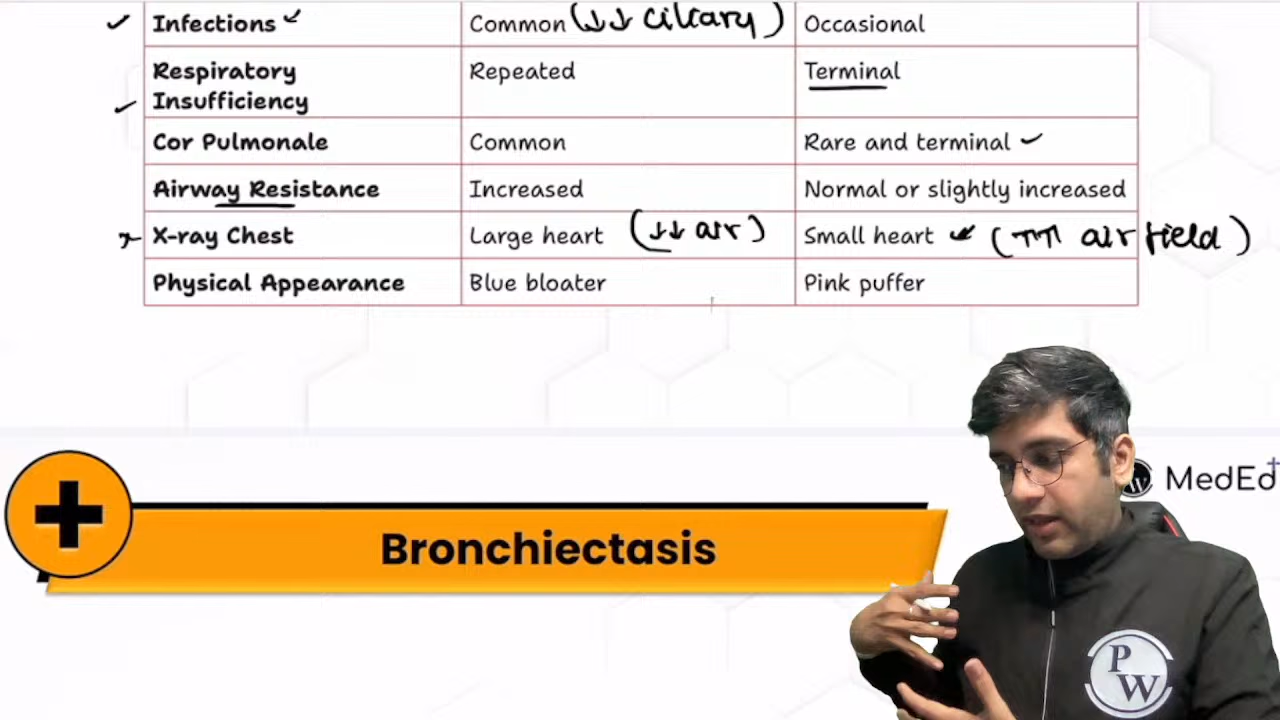 ✓ Infections ✓ Common (↓↓ ciliary) Occasional
Respiratory Repeated Terminal
✓ Insufficiency
Cor Pulmonale Common Rare and terminal ✓
Airway Resistance Increased Normal or slightly increased
X-ray Chest Large heart (↓↓ air) Small heart (↑↑ air field)
Physical Appearance Blue bloater Pink puffer
MedEd
Bronchiectasis
PW